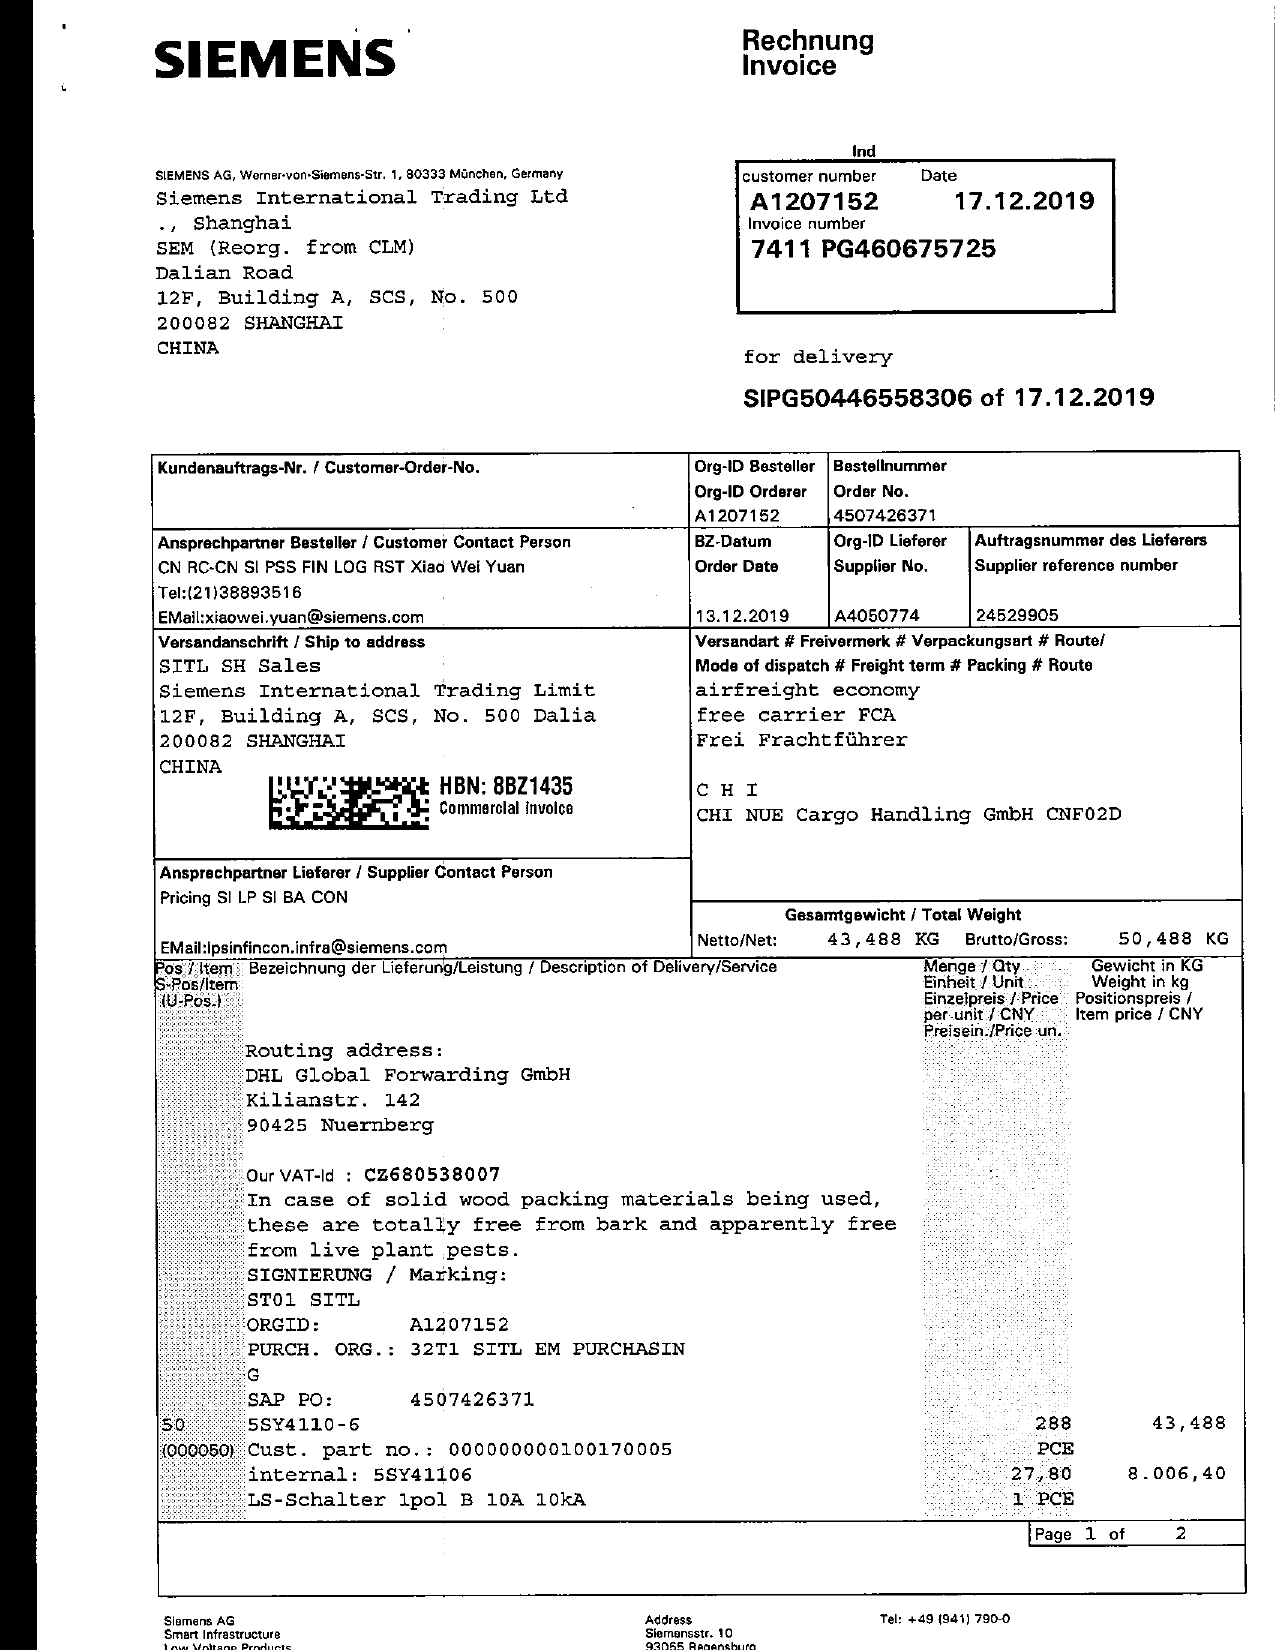 SIEMENS
Rechnung
Invoice
Ind
SIEMENS AG, Werner-von-Siemens-Str. 1, 80333 München, Germany
Siemens International Trading Ltd
., Shanghai
SEM (Reorg. from CLM)
Dalian Road
12F, Building A, SCS, No. 500
200082 SHANGHAI
CHINA
customer number Date
A1207152 17.12.2019
Invoice number
7411 PG460675725
for delivery
SIPG50446558306 of 17.12.2019
Kundenauftrags-Nr. / Customer-Order-No.
Org-ID Besteller Bestellnummer
Org-ID Orderer Order No.
A1207152 4507426371
Ansprechpartner Besteller / Customer Contact Person
CN RC-CN SI PSS FIN LOG RST Xiao Wei Yuan
Tel:(21)38893516
EMail:xiaowei.yuan@siemens.com
BZ-Datum Org-ID Lieferer Auftragsnummer des Lieferers
Order Date Supplier No. Supplier reference number
13.12.2019 A4050774 24529905
Versandanschrift / Ship to address
SITL SH Sales
Siemens International Trading Limit
12F, Building A, SCS, No. 500 Dalia
200082 SHANGHAI
CHINA
HBN: 8BZ1435
Commercial invoice
Versandart # Freivermerk # Verpackungsart # Route/
Mode of dispatch # Freight term # Packing # Route
airfreight economy
free carrier FCA
Frei Frachtführer
C H I
CHI NUE Cargo Handling GmbH CNF02D
Ansprechpartner Lieferer / Supplier Contact Person
Pricing SI LP SI BA CON
EMail:lpsinfincon.infra@siemens.com
Gesamtgewicht / Total Weight
Netto/Net: 43,488 KG Brutto/Gross: 50,488 KG
Pos / Item Bezeichnung der Lieferung/Leistung / Description of Delivery/Service Menge / Qty Gewicht in KG
S-Pos/Item Einheit / Unit Weight in kg
(U-Pos.) Einzelpreis / Price Positionspreis /
per unit / CNY Item price / CNY
Preisein./Price un.
Routing address:
DHL Global Forwarding GmbH
Kilianstr. 142
90425 Nuernberg
Our VAT-Id : CZ680538007
In case of solid wood packing materials being used,
these are totally free from bark and apparently free
from live plant pests.
SIGNIERUNG / Marking:
ST01 SITL
ORGID: A1207152
PURCH. ORG.: 32T1 SITL EM PURCHASIN
G
SAP PO: 4507426371
50 5SY4110-6 288 43,488
(000050) Cust. part no.: 000000000100170005 PCE
internal: 5SY41106 27,80 8.006,40
LS-Schalter 1pol B 10A 10kA 1 PCE
Page 1 of 2
Siemens AG Address Tel: +49 (941) 790-0
Smart Infrastructure Siemensstr. 10
Low Voltage Products 93055 Regensburg